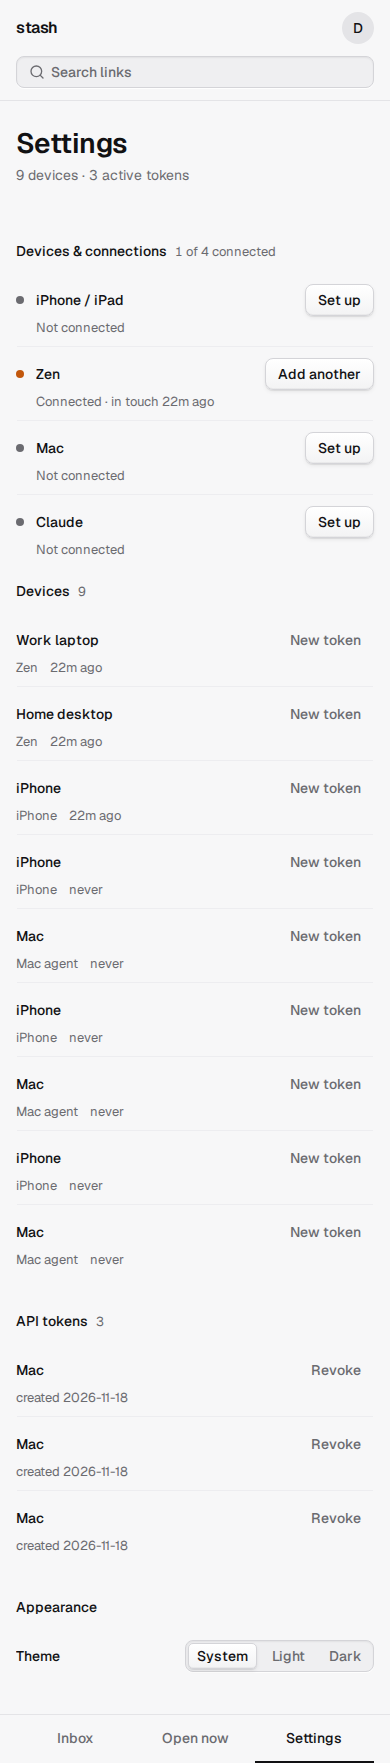 stash
D
Search links
Settings
9 devices · 3 active tokens
Devices & connections 1 of 4 connected
iPhone / iPad Set up
Not connected
Zen Add another
Connected · in touch 22m ago
Mac Set up
Not connected
Claude Set up
Not connected
Devices 9
Work laptop New token
Zen 22m ago
Home desktop New token
Zen 22m ago
iPhone New token
iPhone 22m ago
iPhone New token
iPhone never
Mac New token
Mac agent never
iPhone New token
iPhone never
Mac New token
Mac agent never
iPhone New token
iPhone never
Mac New token
Mac agent never
API tokens 3
Mac Revoke
created 2026-11-18
Mac Revoke
created 2026-11-18
Mac Revoke
created 2026-11-18
Appearance
Theme System Light Dark
Inbox Open now Settings